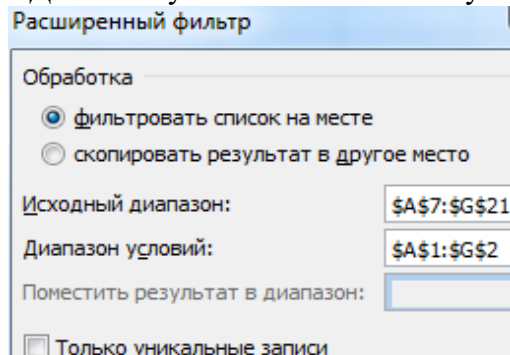 Расширенный фильтр
Обработка
фильтровать список на месте
скопировать результат в другое место
Исходный диапазон: $A$7:$G$21
Диапазон условий: $A$1:$G$2
Поместить результат в диапазон:
Только уникальные записи